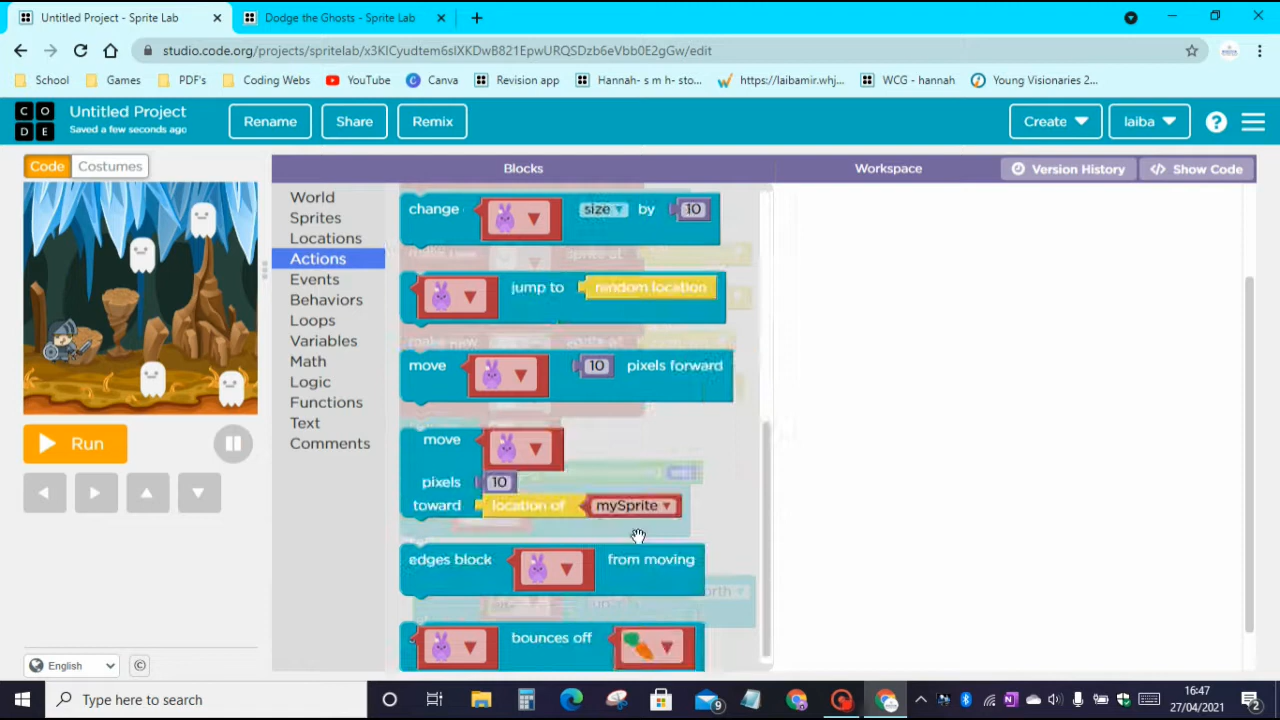 Untitled Project - Sprite Lab
Dodge the Ghosts - Sprite Lab
studio.code.org/projects/spritelab/x3KlCyudtem6slXKDwB821EpwURQSDzb6eVbb0E2gGw/edit
School
Games
PDF's
Coding Webs
YouTube
Canva
Revision app
Hannah- s m h- sto...
https://laibamir.whj...
WCG - hannah
Young Visionaries 2...
C O
D E
Untitled Project
Saved a few seconds ago
Rename
Share
Remix
Create
laiba
?
Code
Costumes
Blocks
Workspace
Version History
</> Show Code
World
Sprites
Locations
Actions
Events
Behaviors
Loops
Variables
Math
Logic
Functions
Text
Comments
change size by 10
jump to random location
move 10 pixels forward
move
pixels 10
toward location of mySprite
edges block from moving
bounces off
Run
English
©
Type here to search
9
16:47
27/04/2021
2